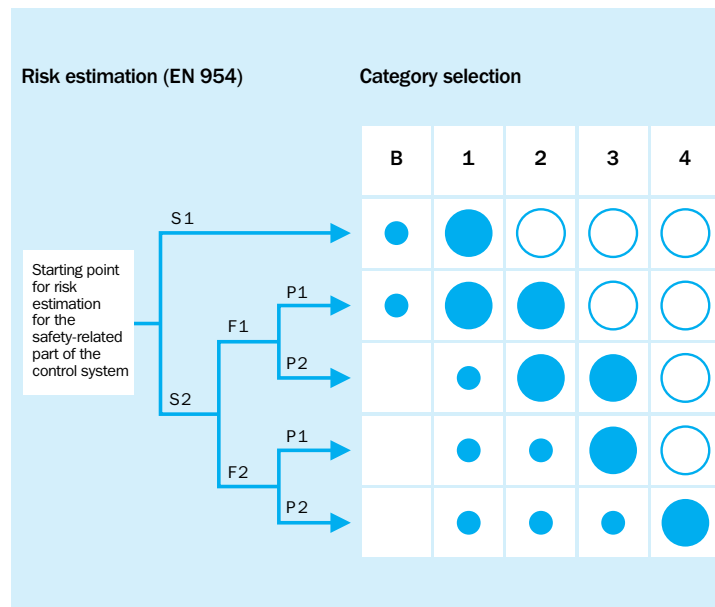 Risk estimation (EN 954)
Category selection
B 1 2 3 4
S1
Starting point
for risk
estimation
for the
safety-related
part of the
control system
P1
F1
P2
S2
P1
F2
P2